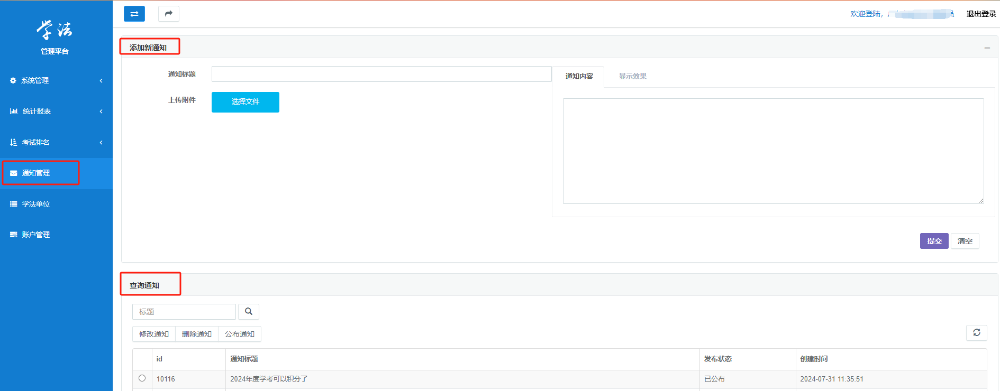 欢迎登陆,
员
退出登录
学法
管理平台
系统管理
统计报表
考试排名
通知管理
学法单位
账户管理
添加新通知
通知标题
上传附件
选择文件
通知内容
显示效果
提交
清空
查询通知
标题
修改通知
删除通知
公布通知
id
通知标题
发布状态
创建时间
10116
2024年度学考可以积分了
已公布
2024-07-31 11:35:51